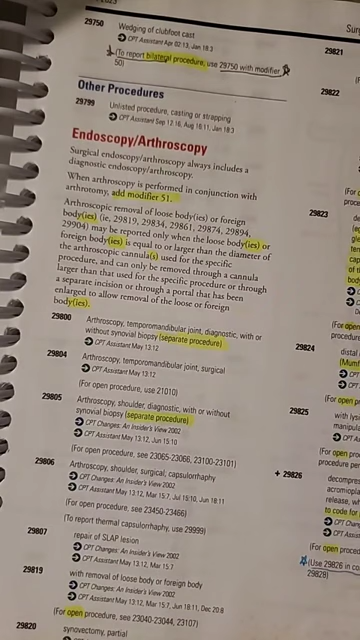 2023
29750 Wedging of clubfoot cast
CPT Assistant Apr 02:13, Jan 18:3
(To report bilateral procedure, use 29750 with modifier
50)
Other Procedures
29799 Unlisted procedure, casting or strapping
CPT Assistant Sep 12:16, Aug 16:11, Jan 18:3
Endoscopy/Arthroscopy
Surgical endoscopy/arthroscopy always includes a
diagnostic endoscopy/arthroscopy.
When arthroscopy is performed in conjunction with
arthrotomy, add modifier 51.
Arthroscopic removal of loose body(ies) or foreign
body(ies) (ie, 29819, 29834, 29861, 29874, 29894,
29904) may be reported only when the loose body(ies) or
foreign body(ies) is equal to or larger than the diameter of
the arthroscopic cannula(s) used for the specific
procedure, and can only be removed through a cannula
larger than that used for the specific procedure or through
a separate incision or through a portal that has been
enlarged to allow removal of the loose or foreign
body(ies).
29800 Arthroscopy, temporomandibular joint, diagnostic, with or
without synovial biopsy (separate procedure)
CPT Assistant May 13:12
29804 Arthroscopy, temporomandibular joint, surgical
CPT Assistant May 13:12
(For open procedure, use 21010)
29805 Arthroscopy, shoulder, diagnostic, with or without
synovial biopsy (separate procedure)
CPT Changes: An Insider's View 2002
CPT Assistant May 13:12, Jun 15:10
(For open procedure, see 23065-23066, 23100-23101)
29806 Arthroscopy, shoulder, surgical; capsulorrhaphy
CPT Changes: An Insider's View 2002
CPT Assistant May 13:12, Mar 15:7, Jul 15:10, Jun 18:11
(For open procedure, see 23450-23466)
(To report thermal capsulorrhaphy, use 29999)
29807 repair of SLAP lesion
CPT Changes: An Insider's View 2002
CPT Assistant May 13:12, Mar 15:7
29819 with removal of loose body or foreign body
CPT Changes: An Insider's View 2002
CPT Assistant May 13:12, Mar 15:7, Jun 18:11, Dec 20:8
(For open procedure, see 23040-23044, 23107)
29820 synovectomy, partial
29821
29822
(For o
proce
29823
(For open
procedure
29824 distal
(Mumf
(For open p
29825 with lys
manipula
(For open
procedure
+ 29826 decompres
acromiopla
release, wh
to code for
(For open
procedure
(Use 29826 in co
29828)